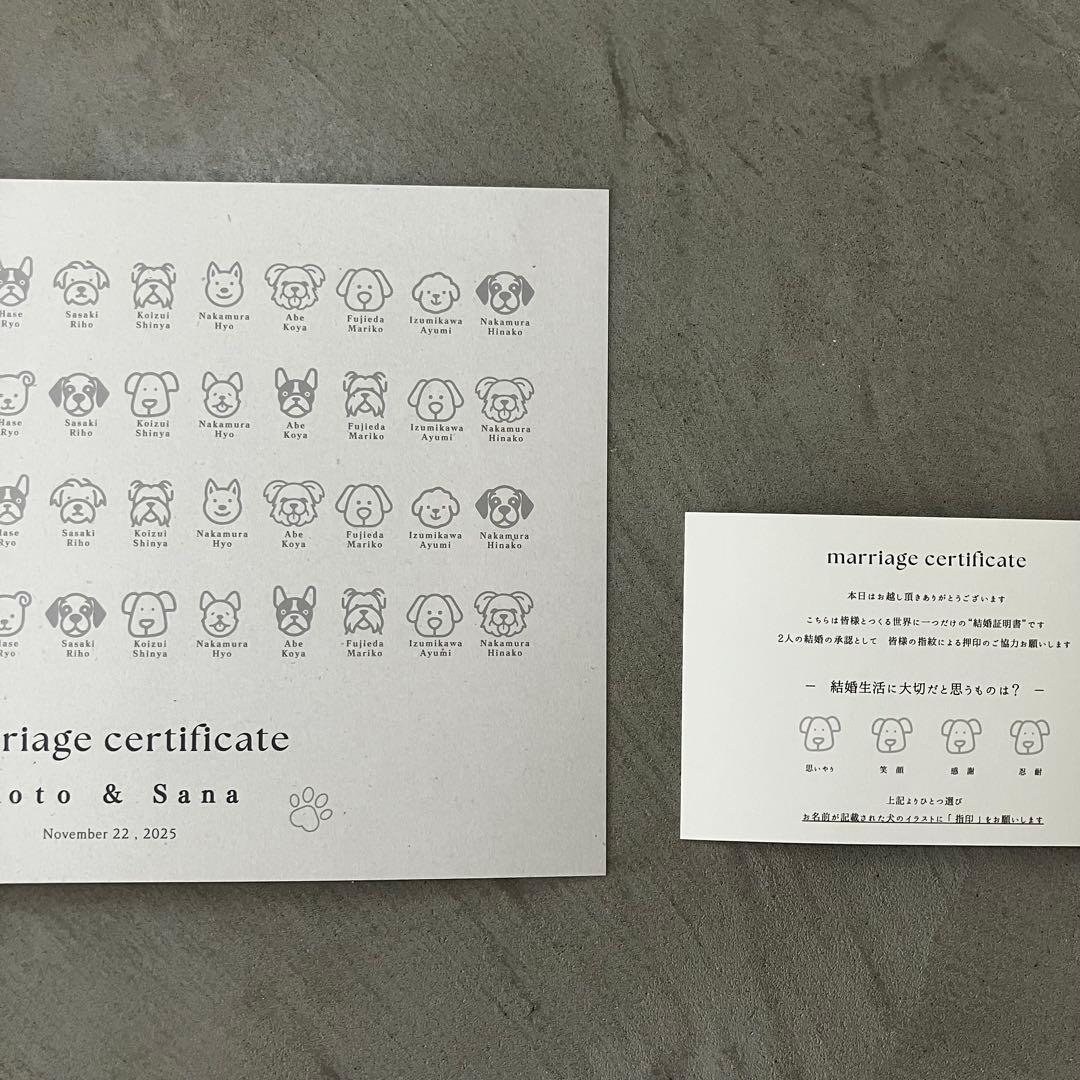 Hase Sasaki Koizui Nakamura Abe Fujieda Izumikawa Nakamura
Ryo Riho Shinya Hyo Koya Mariko Ayumi Hinako
Hase Sasaki Koizui Nakamura Abe Fujieda Izumikawa Nakamura
Ryo Riho Shinya Hyo Koya Mariko Ayumi Hinako
Hase Sasaki Koizui Nakamura Abe Fujieda Izumikawa Nakamura
Ryo Riho Shinya Hyo Koya Mariko Ayumi Hinako
Hase Sasaki Koizui Nakamura Abe Fujieda Izumikawa Nakamura
Ryo Riho Shinya Hyo Koya Mariko Ayumi Hinako
riage certificate
oto & Sana
November 22 , 2025
marriage certificate
本日はお越し頂きありがとうございます
こちらは皆様とつくる世界に一つだけの“結婚証明書”です
2人の結婚の承認として 皆様の指紋による押印のご協力お願いします
― 結婚生活に大切だと思うものは? ―
思いやり 笑顔 感謝 忍耐
上記よりひとつ選び
お名前が記載された犬のイラストに「指印」をお願いします